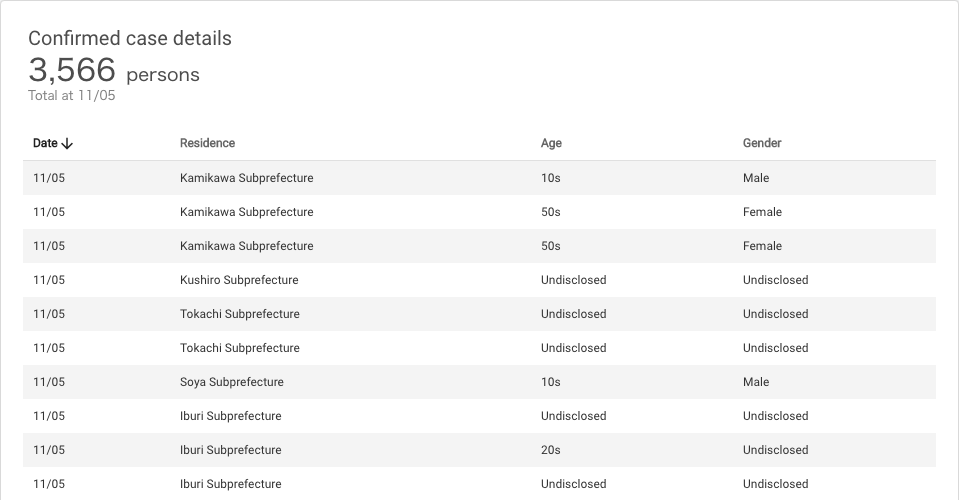 Confirmed case details
3,566 persons
Total at 11/05
Date Residence Age Gender
11/05 Kamikawa Subprefecture 10s Male
11/05 Kamikawa Subprefecture 50s Female
11/05 Kamikawa Subprefecture 50s Female
11/05 Kushiro Subprefecture Undisclosed Undisclosed
11/05 Tokachi Subprefecture Undisclosed Undisclosed
11/05 Tokachi Subprefecture Undisclosed Undisclosed
11/05 Soya Subprefecture 10s Male
11/05 Iburi Subprefecture Undisclosed Undisclosed
11/05 Iburi Subprefecture 20s Undisclosed
11/05 Iburi Subprefecture Undisclosed Undisclosed